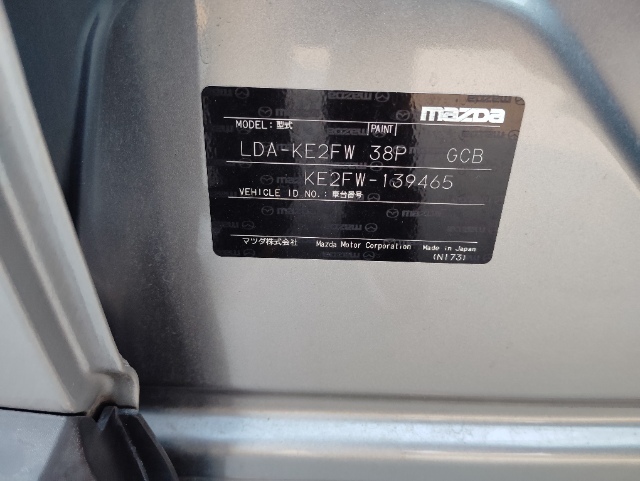 mazda
MODEL: 型式 PAINT
LDA-KE2FW 38P GCB
KE2FW-139465
VEHICLE ID NO.: 車台番号
マツダ株式会社 Mazda Motor Corporation Made in Japan
(N173)